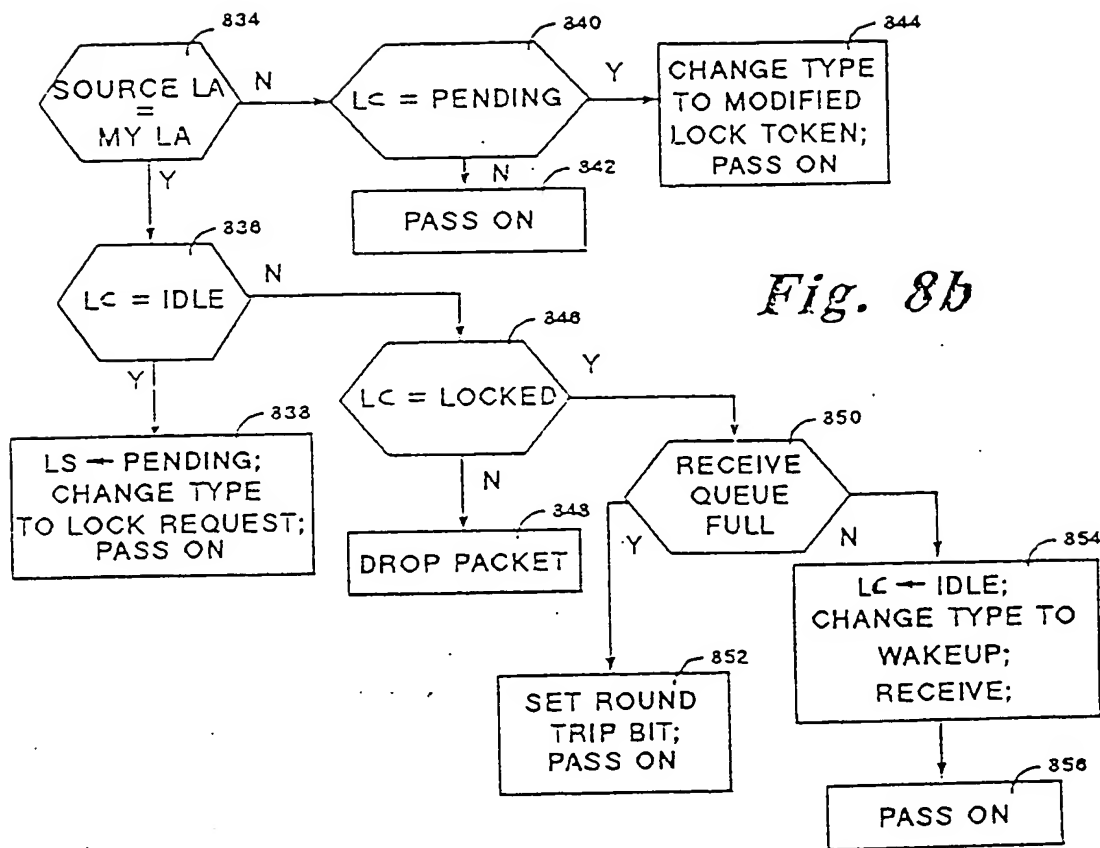 834
SOURCE LA
=
MY LA
N
Y
840
LC = PENDING
Y
N
844
CHANGE TYPE
TO MODIFIED
LOCK TOKEN;
PASS ON
842
PASS ON
836
LC = IDLE
N
Y
Fig. 8b
846
LC = LOCKED
Y
N
838
LS ← PENDING;
CHANGE TYPE
TO LOCK REQUEST;
PASS ON
848
DROP PACKET
850
RECEIVE
QUEUE
FULL
Y
N
852
SET ROUND
TRIP BIT;
PASS ON
854
LC ← IDLE;
CHANGE TYPE TO
WAKEUP;
RECEIVE;
856
PASS ON